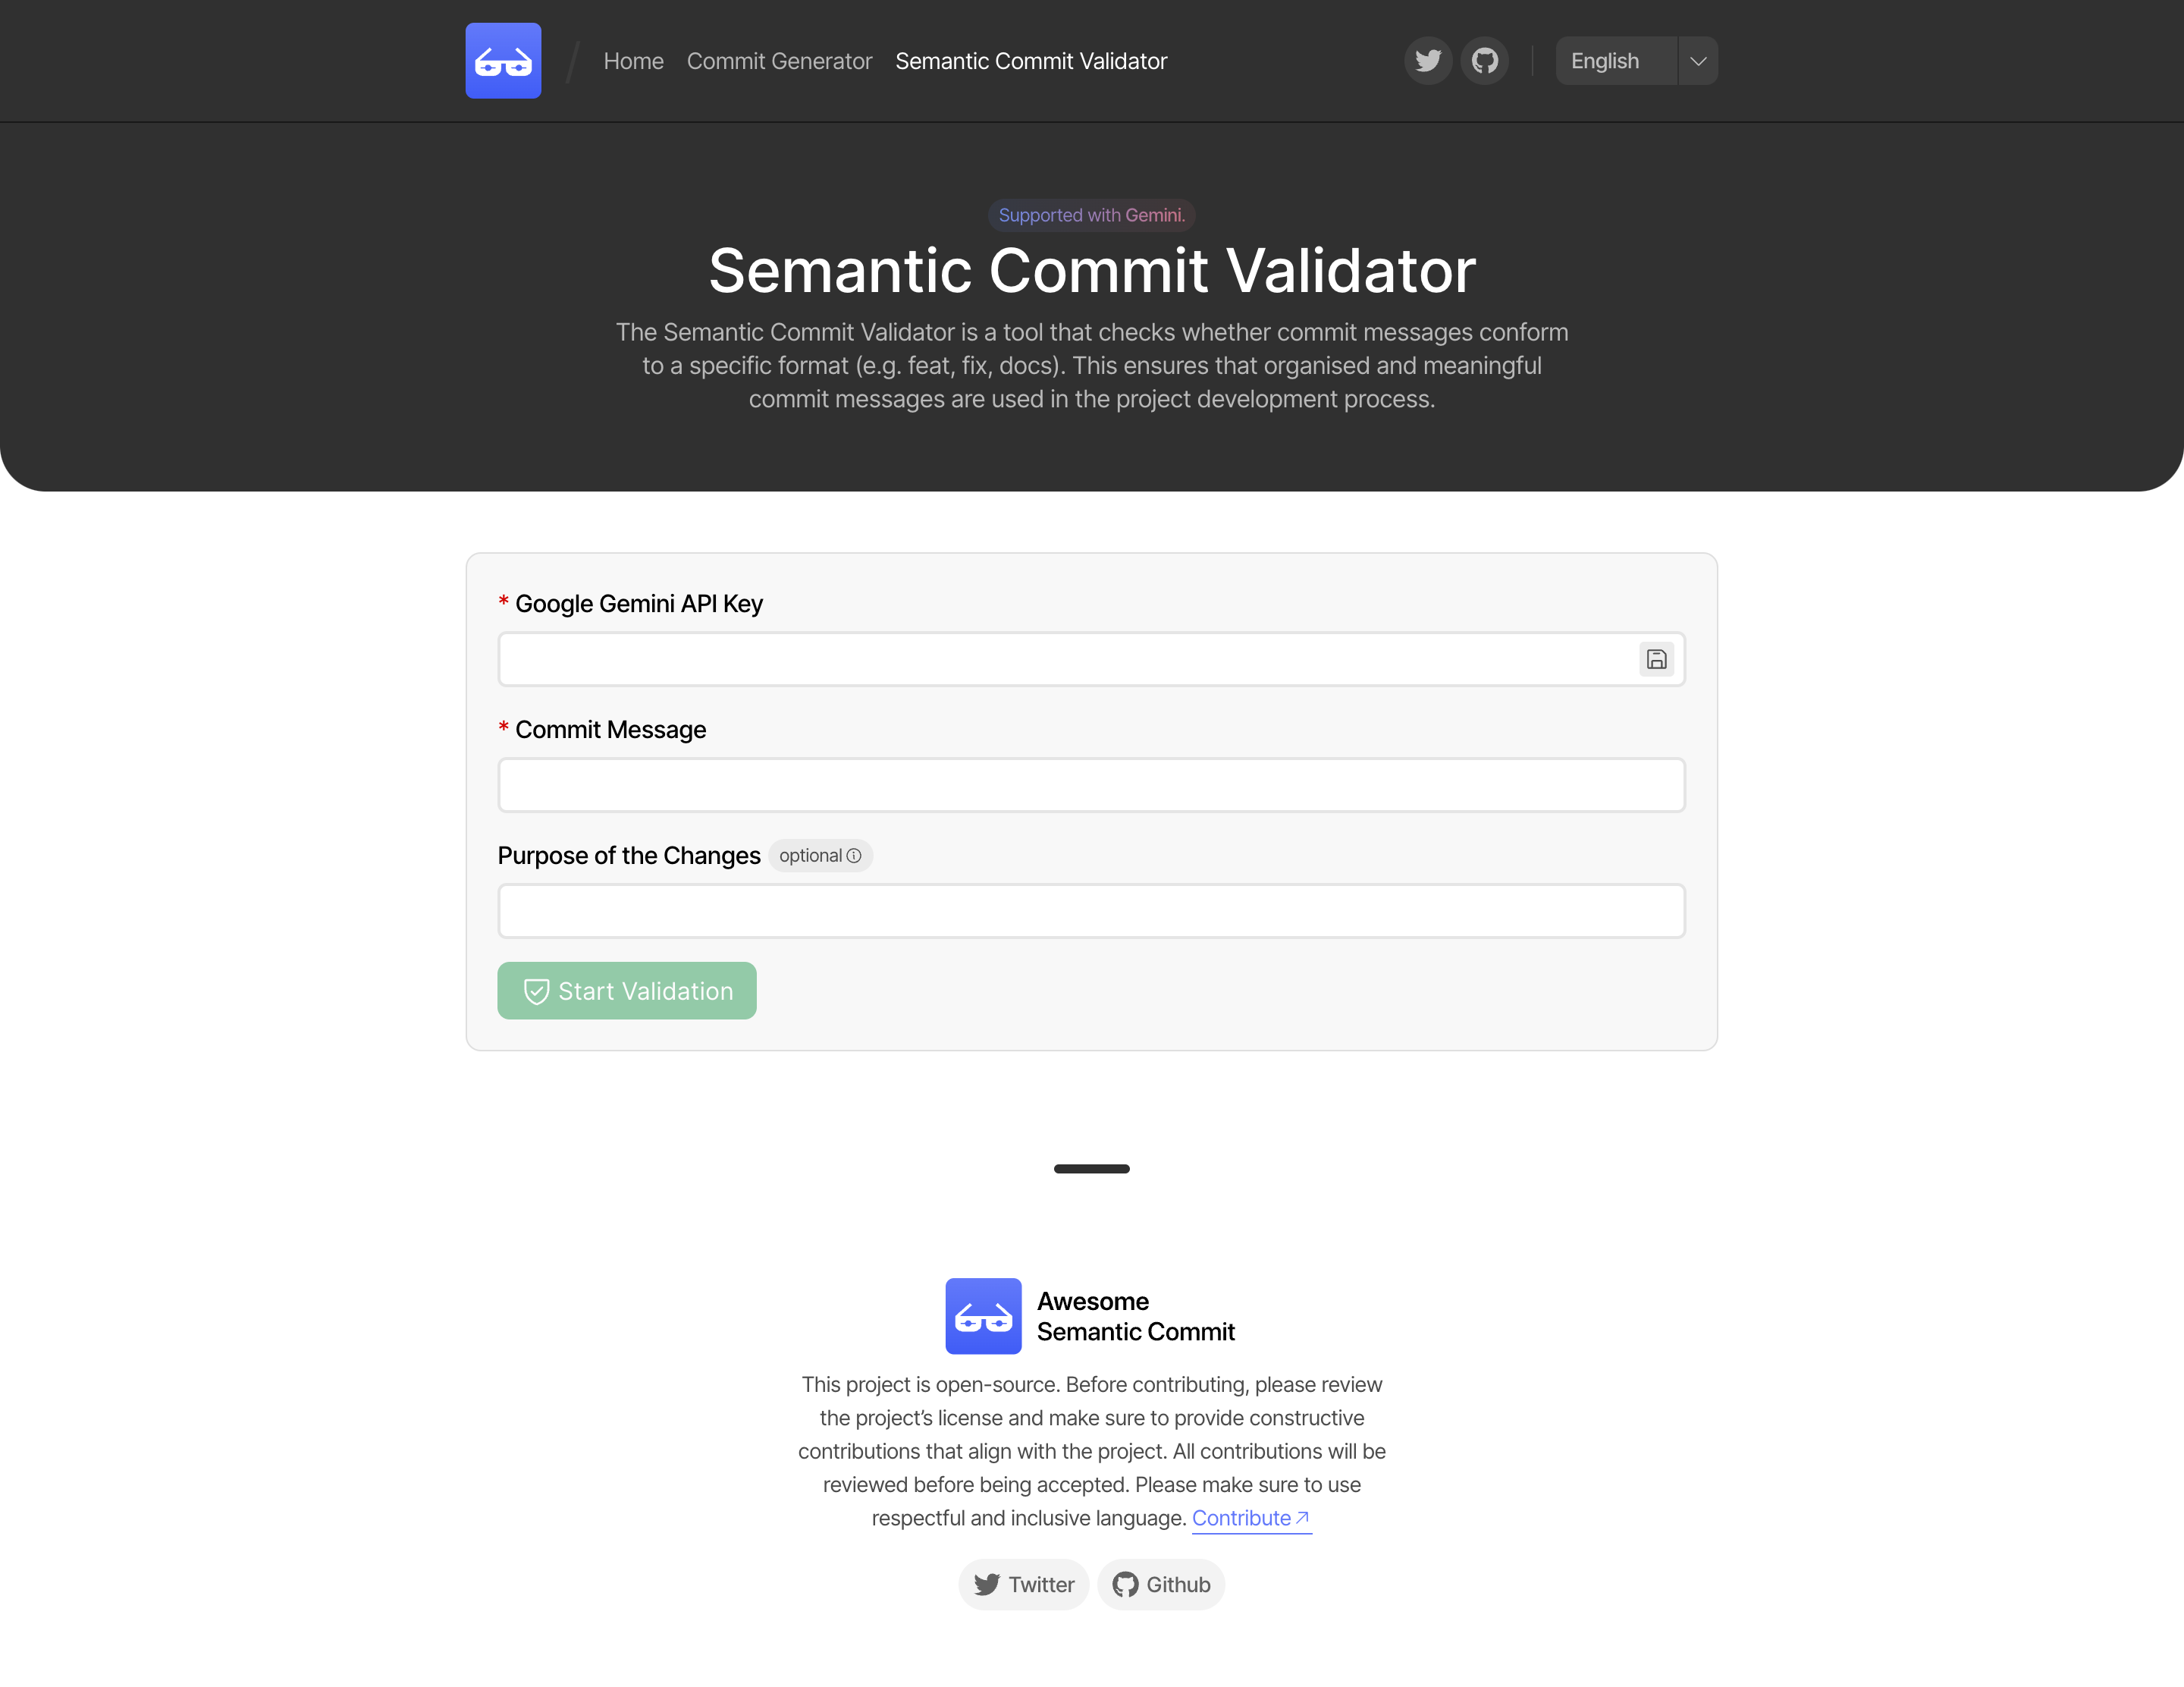 Home
Commit Generator
Semantic Commit Validator
English
Supported with Gemini.
Semantic Commit Validator
The Semantic Commit Validator is a tool that checks whether commit messages conform
to a specific format (e.g. feat, fix, docs). This ensures that organised and meaningful
commit messages are used in the project development process.
* Google Gemini API Key
* Commit Message
Purpose of the Changes optional
Start Validation
Awesome
Semantic Commit
This project is open-source. Before contributing, please review
the project’s license and make sure to provide constructive
contributions that align with the project. All contributions will be
reviewed before being accepted. Please make sure to use
respectful and inclusive language. Contribute
Twitter
Github